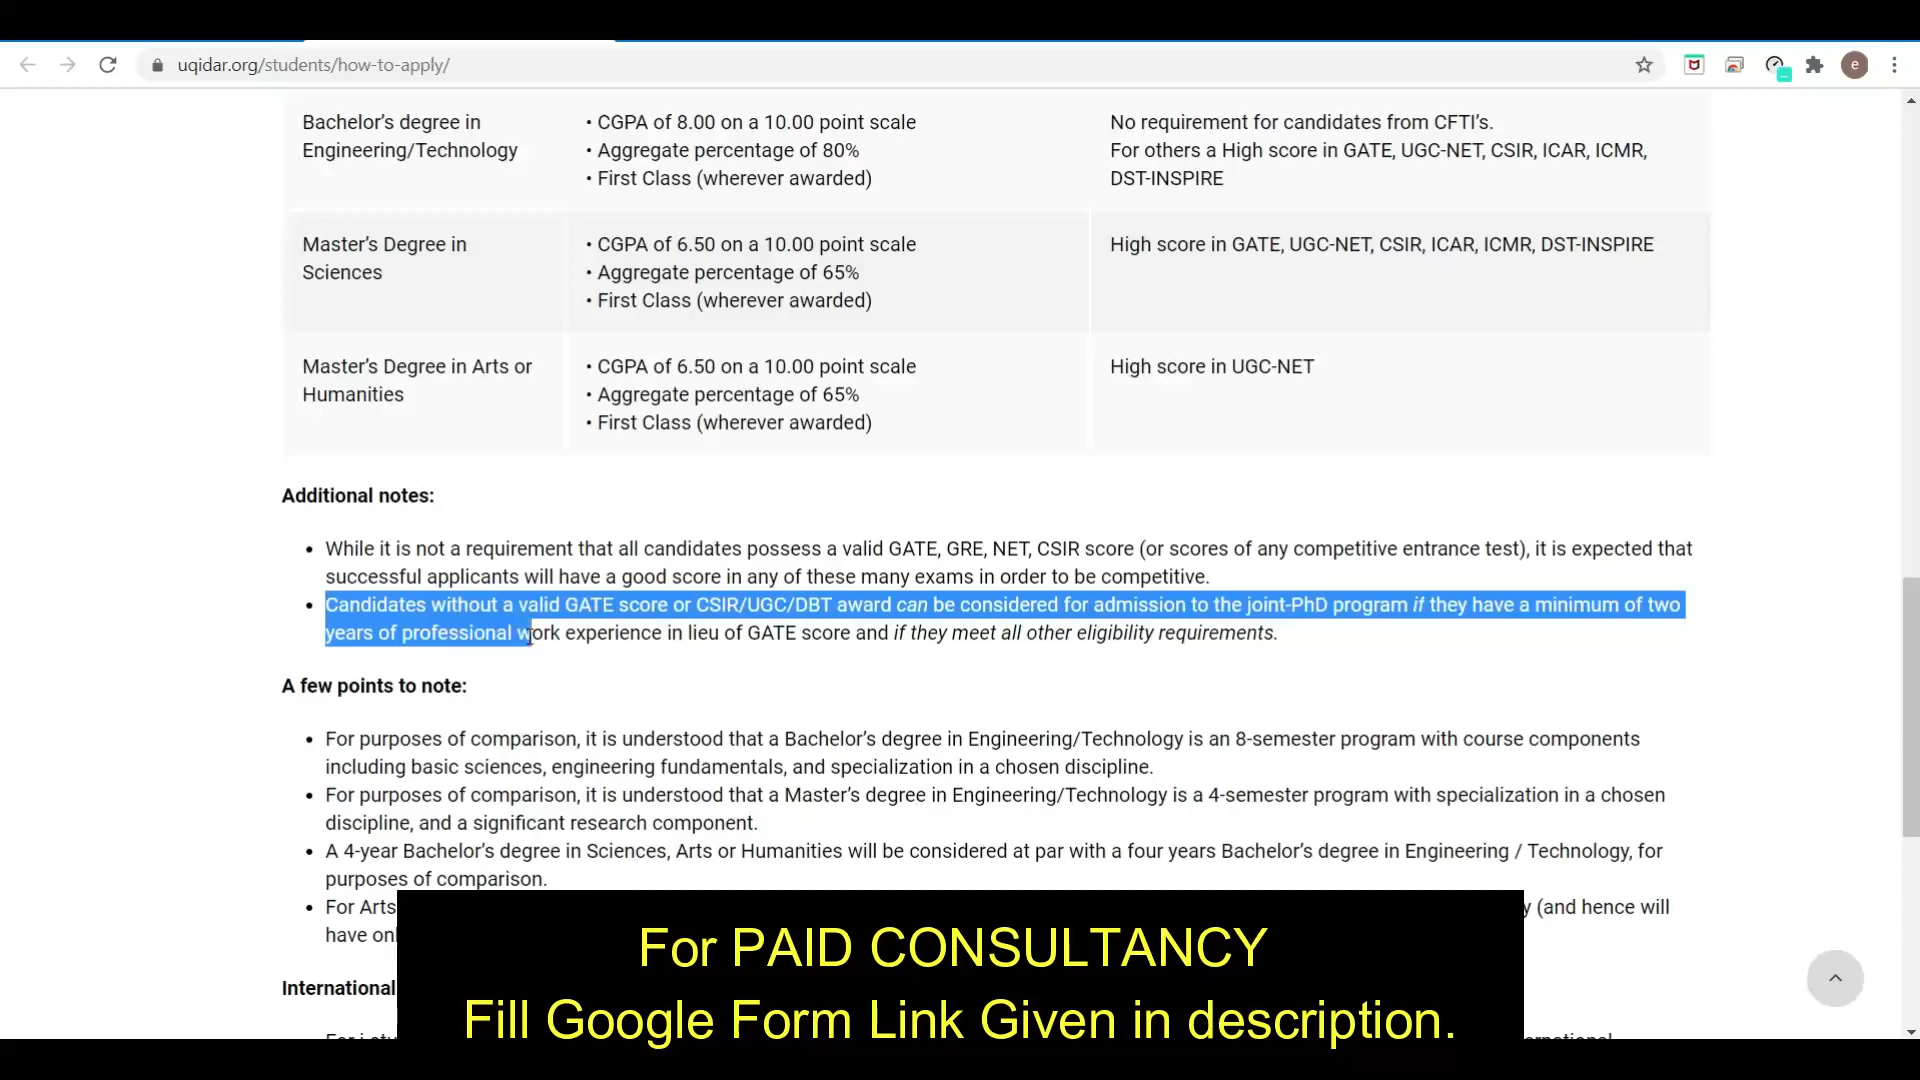 uqidar.org/students/how-to-apply/
e
Bachelor’s degree in
Engineering/Technology
• CGPA of 8.00 on a 10.00 point scale
• Aggregate percentage of 80%
• First Class (wherever awarded)
No requirement for candidates from CFTI’s.
For others a High score in GATE, UGC-NET, CSIR, ICAR, ICMR,
DST-INSPIRE
Master’s Degree in
Sciences
• CGPA of 6.50 on a 10.00 point scale
• Aggregate percentage of 65%
• First Class (wherever awarded)
High score in GATE, UGC-NET, CSIR, ICAR, ICMR, DST-INSPIRE
Master’s Degree in Arts or
Humanities
• CGPA of 6.50 on a 10.00 point scale
• Aggregate percentage of 65%
• First Class (wherever awarded)
High score in UGC-NET
Additional notes:
• While it is not a requirement that all candidates possess a valid GATE, GRE, NET, CSIR score (or scores of any competitive entrance test), it is expected that
successful applicants will have a good score in any of these many exams in order to be competitive.
• Candidates without a valid GATE score or CSIR/UGC/DBT award can be considered for admission to the joint-PhD program if they have a minimum of two
years of professional work experience in lieu of GATE score and if they meet all other eligibility requirements.
A few points to note:
• For purposes of comparison, it is understood that a Bachelor’s degree in Engineering/Technology is an 8-semester program with course components
including basic sciences, engineering fundamentals, and specialization in a chosen discipline.
• For purposes of comparison, it is understood that a Master’s degree in Engineering/Technology is a 4-semester program with specialization in a chosen
discipline, and a significant research component.
• A 4-year Bachelor’s degree in Sciences, Arts or Humanities will be considered at par with a four years Bachelor’s degree in Engineering / Technology, for
purposes of comparison.
• For Arts y (and hence will
have
International
For PAID CONSULTANCY
Fill Google Form Link Given in description.